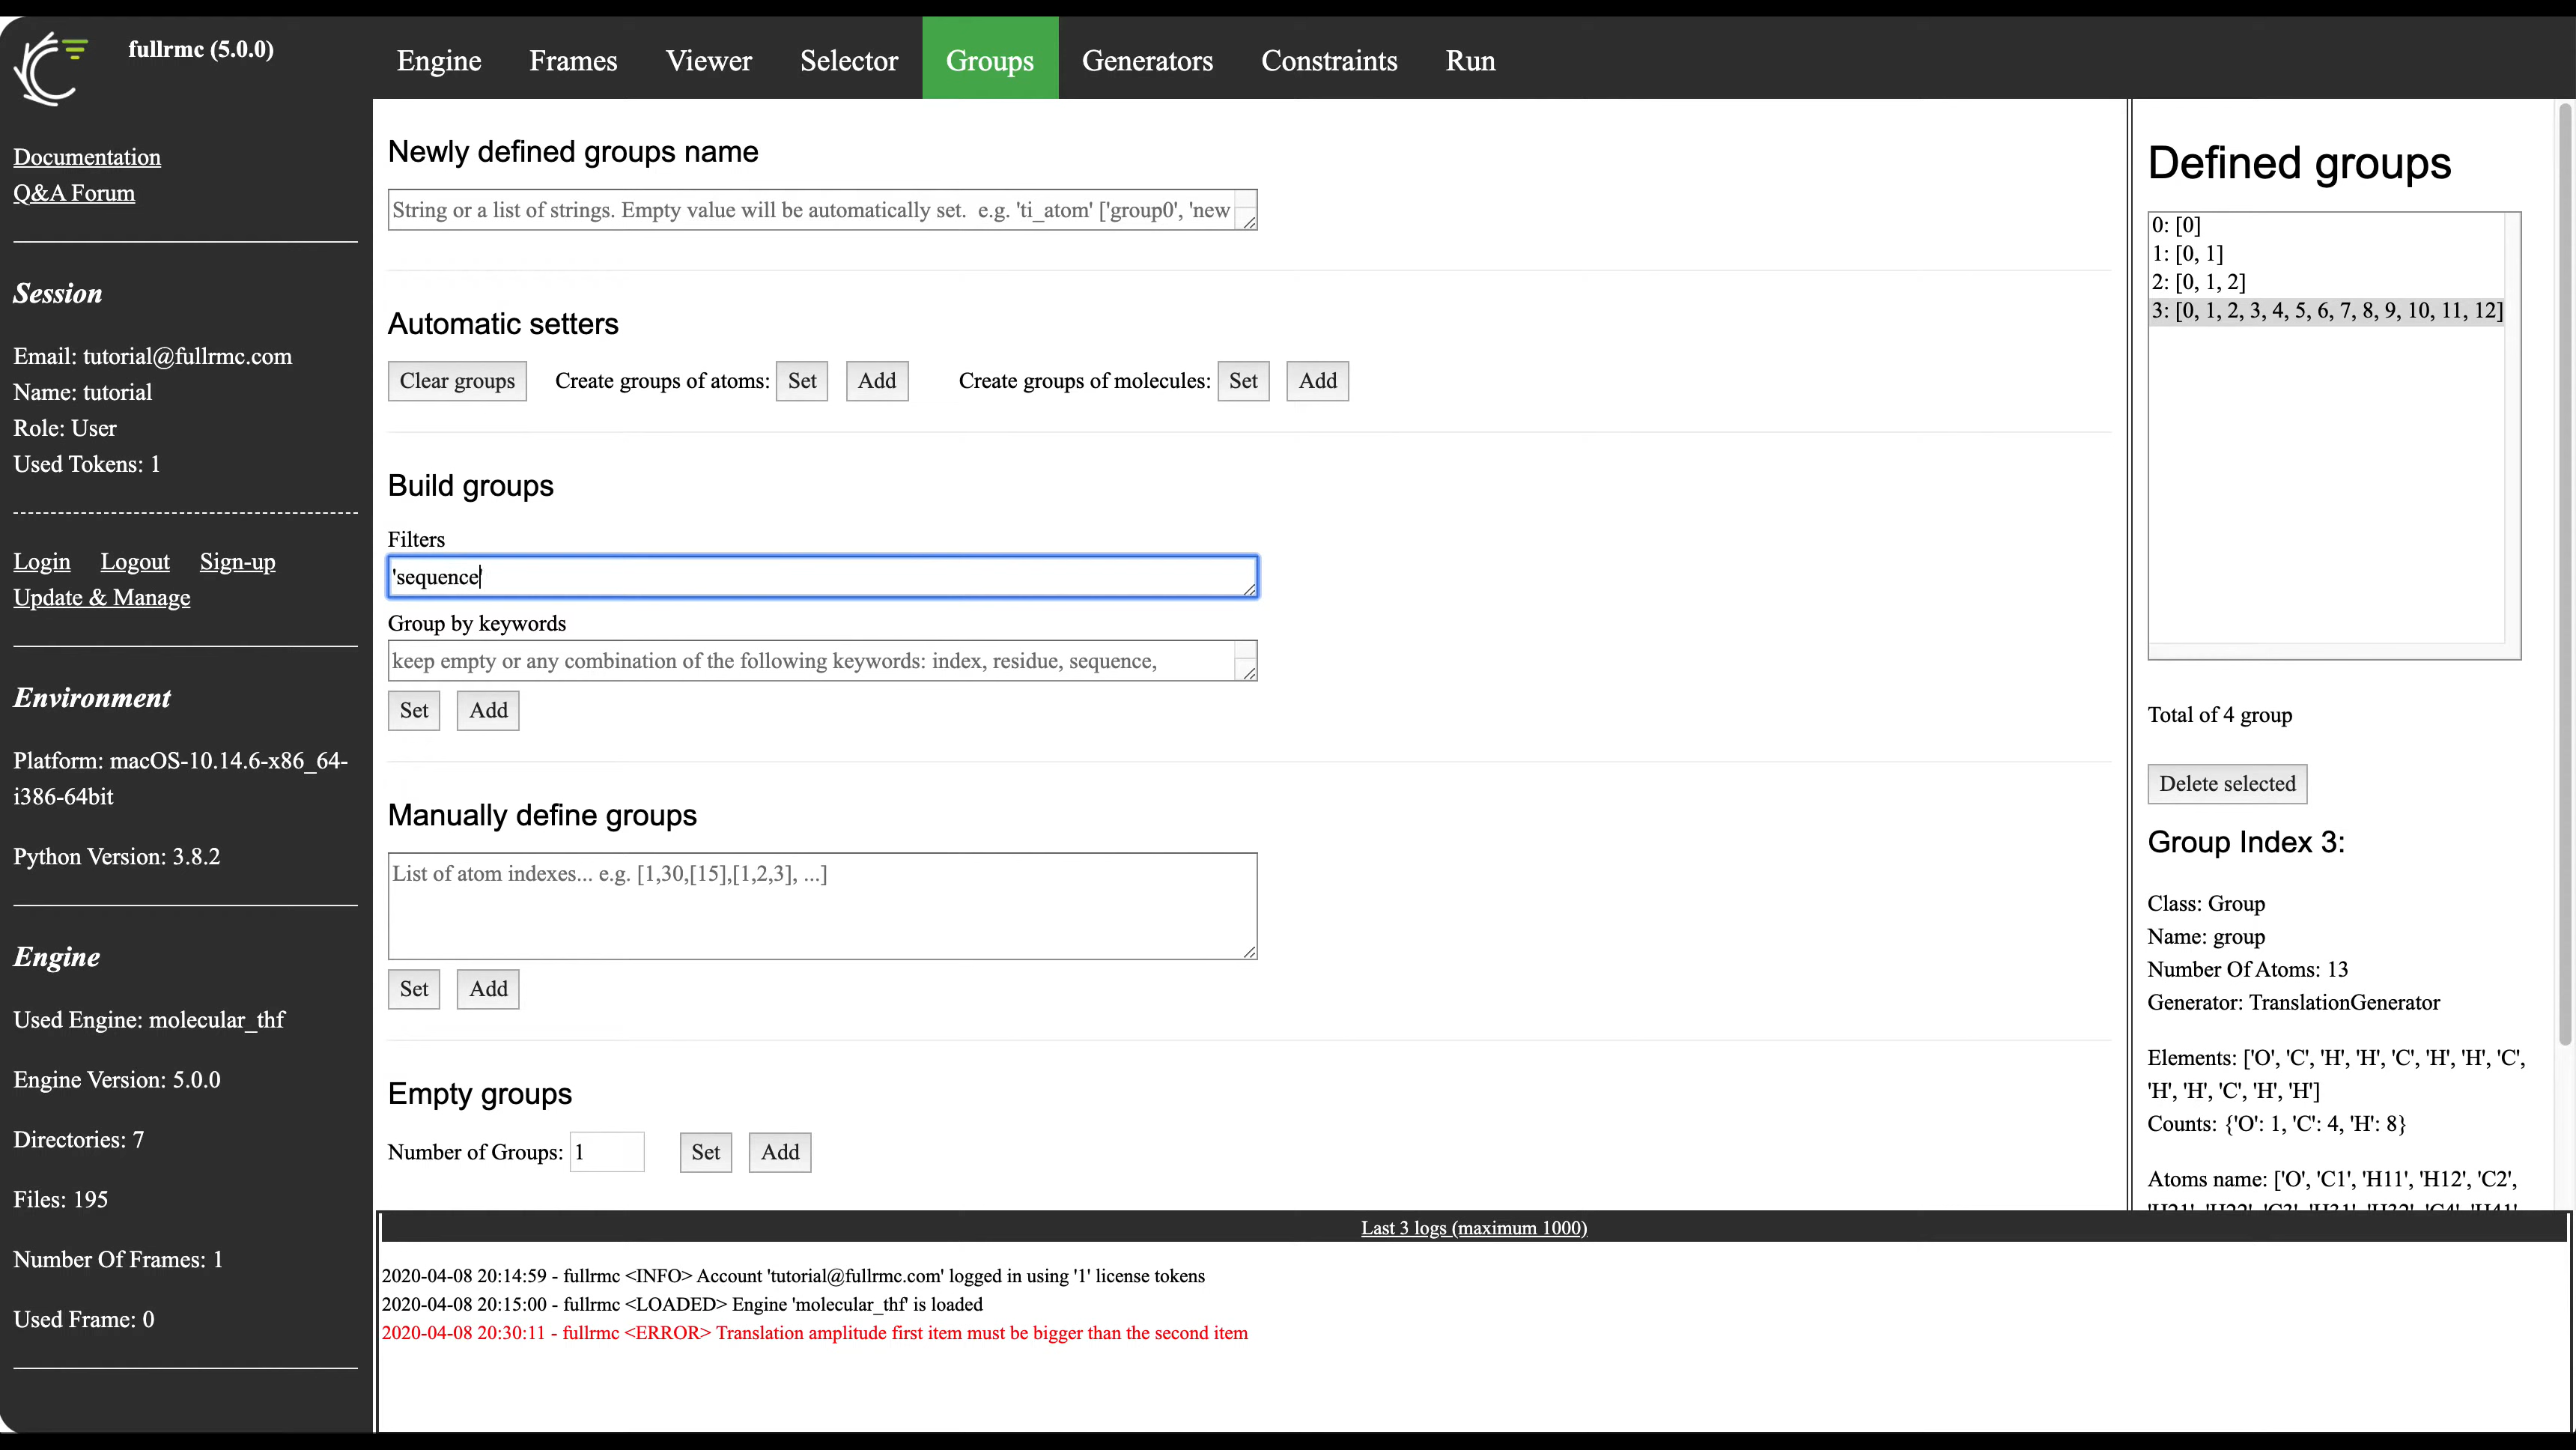 fullrmc (5.0.0)
Engine Frames Viewer Selector Groups Generators Constraints Run
Documentation
Q&A Forum
Session
Email: tutorial@fullrmc.com
Name: tutorial
Role: User
Used Tokens: 1
Login Logout Sign-up
Update & Manage
Environment
Platform: macOS-10.14.6-x86_64-
i386-64bit
Python Version: 3.8.2
Engine
Used Engine: molecular_thf
Engine Version: 5.0.0
Directories: 7
Files: 195
Number Of Frames: 1
Used Frame: 0
Newly defined groups name
String or a list of strings. Empty value will be automatically set. e.g. 'ti_atom' ['group0', 'new
Automatic setters
Clear groups Create groups of atoms: Set Add Create groups of molecules: Set Add
Build groups
Filters
'sequence'
Group by keywords
keep empty or any combination of the following keywords: index, residue, sequence,
Set Add
Manually define groups
List of atom indexes... e.g. [1,30,[15],[1,2,3], ...]
Set Add
Empty groups
Number of Groups: 1 Set Add
Defined groups
0: [0]
1: [0, 1]
2: [0, 1, 2]
3: [0, 1, 2, 3, 4, 5, 6, 7, 8, 9, 10, 11, 12]
Total of 4 group
Delete selected
Group Index 3:
Class: Group
Name: group
Number Of Atoms: 13
Generator: TranslationGenerator
Elements: ['O', 'C', 'H', 'H', 'C', 'H', 'H', 'C',
'H', 'H', 'C', 'H', 'H']
Counts: {'O': 1, 'C': 4, 'H': 8}
Atoms name: ['O', 'C1', 'H11', 'H12', 'C2',
'H21', 'H22', 'C3', 'H31', 'H32', 'C4', 'H41',
Last 3 logs (maximum 1000)
2020-04-08 20:14:59 - fullrmc <INFO> Account 'tutorial@fullrmc.com' logged in using '1' license tokens
2020-04-08 20:15:00 - fullrmc <LOADED> Engine 'molecular_thf' is loaded
2020-04-08 20:30:11 - fullrmc <ERROR> Translation amplitude first item must be bigger than the second item